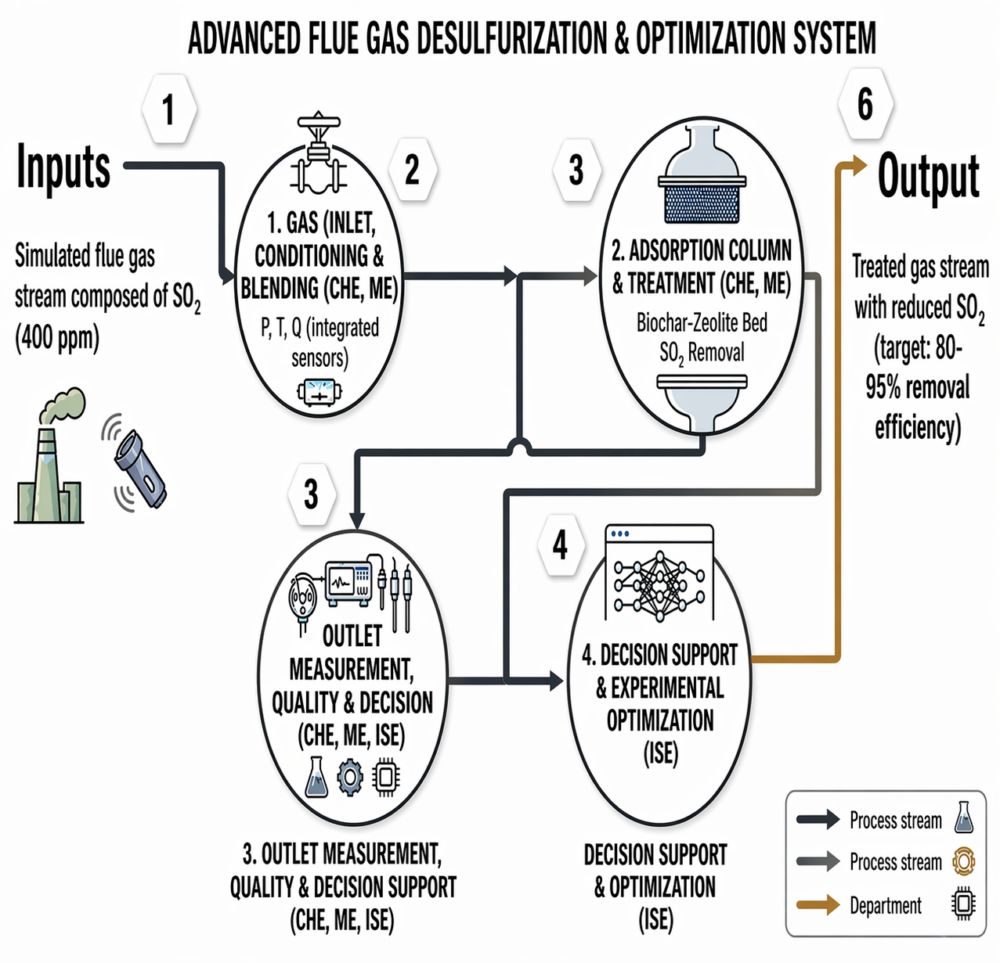 ADVANCED FLUE GAS DESULFURIZATION & OPTIMIZATION SYSTEM
1
6
Inputs
2
3
Output
Simulated flue gas
stream composed of SO₂
(400 ppm)
1. GAS (INLET,
CONDITIONING &
BLENDING (CHE, ME)
P, T, Q (integrated
sensors)
2. ADSORPTION COLUMN
& TREATMENT (CHE, ME)
Biochar-Zeolite Bed
SO₂ Removal
Treated gas stream
with reduced SO₂
(target: 80-
95% removal
efficiency)
3
4
OUTLET
MEASUREMENT,
QUALITY & DECISION
(CHE, ME, ISE)
4. DECISION SUPPORT
& EXPERIMENTAL
OPTIMIZATION
(ISE)
3. OUTLET MEASUREMENT,
QUALITY & DECISION SUPPORT
(CHE, ME, ISE)
DECISION SUPPORT
& OPTIMIZATION
(ISE)
Process stream
Process stream
Department